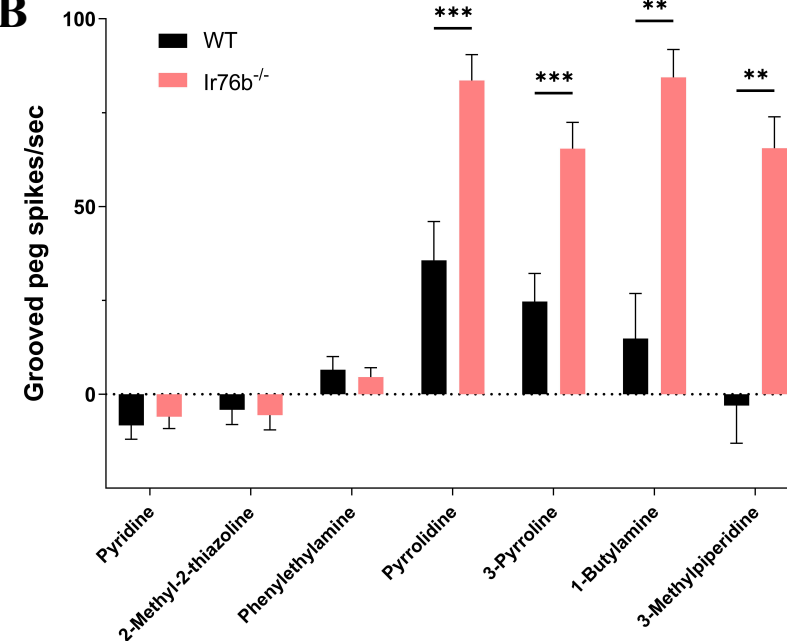 B
***
**
100
WT
Ir76b-/-
***
**
50
0
Grooved peg spikes/sec
Pyridine
2-Methyl-2-thiazoline
Phenylethylamine
Pyrrolidine
3-Pyrroline
1-Butylamine
3-Methylpiperidine